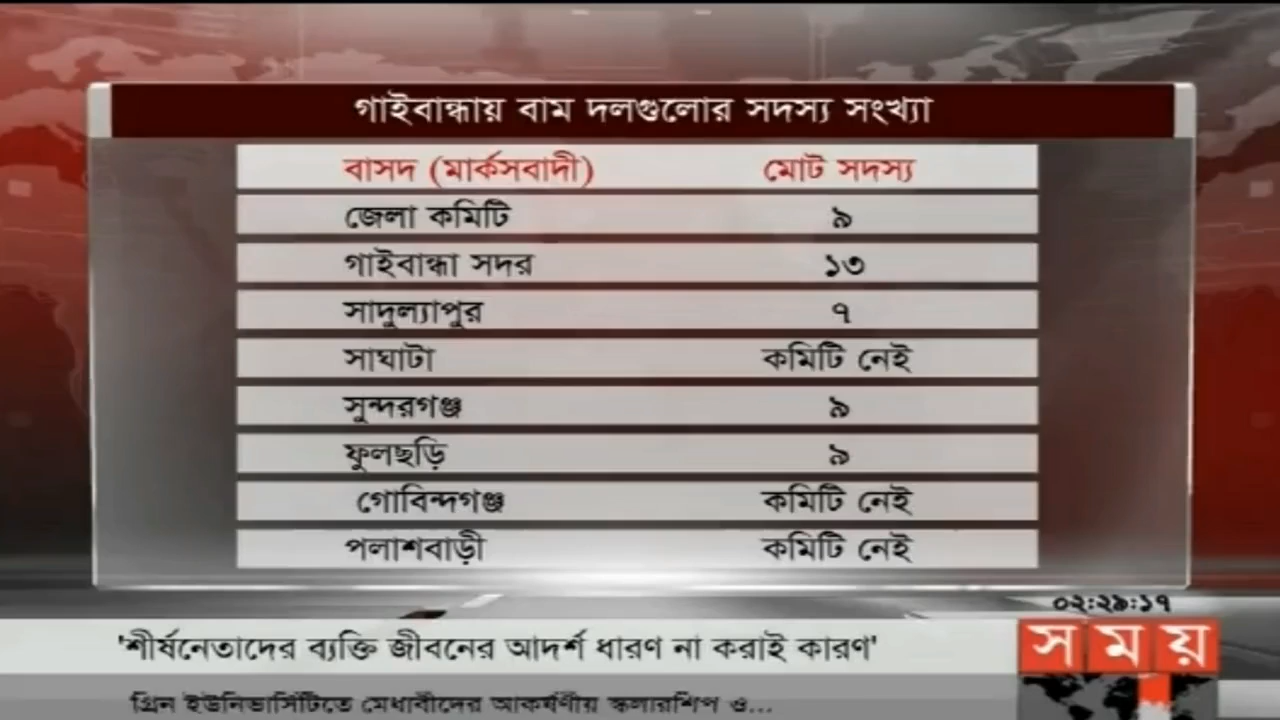 গাইবান্ধায় বাম দলগুলোর সদস্য সংখ্যা
বাসদ (মার্কসবাদী) মোট সদস্য
জেলা কমিটি ৯
গাইবান্ধা সদর ১৩
সাদুল্যাপুর ৭
সাঘাটা কমিটি নেই
সুন্দরগঞ্জ ৯
ফুলছড়ি ৯
গোবিন্দগঞ্জ কমিটি নেই
পলাশবাড়ী কমিটি নেই
০২:২৯:১৭
'শীর্ষনেতাদের ব্যক্তি জীবনের আদর্শ ধারণ না করাই কারণ'
সময়
গ্রিন ইউনিভার্সিটিতে মেধাবীদের আকর্ষণীয় স্কলারশিপ ও...